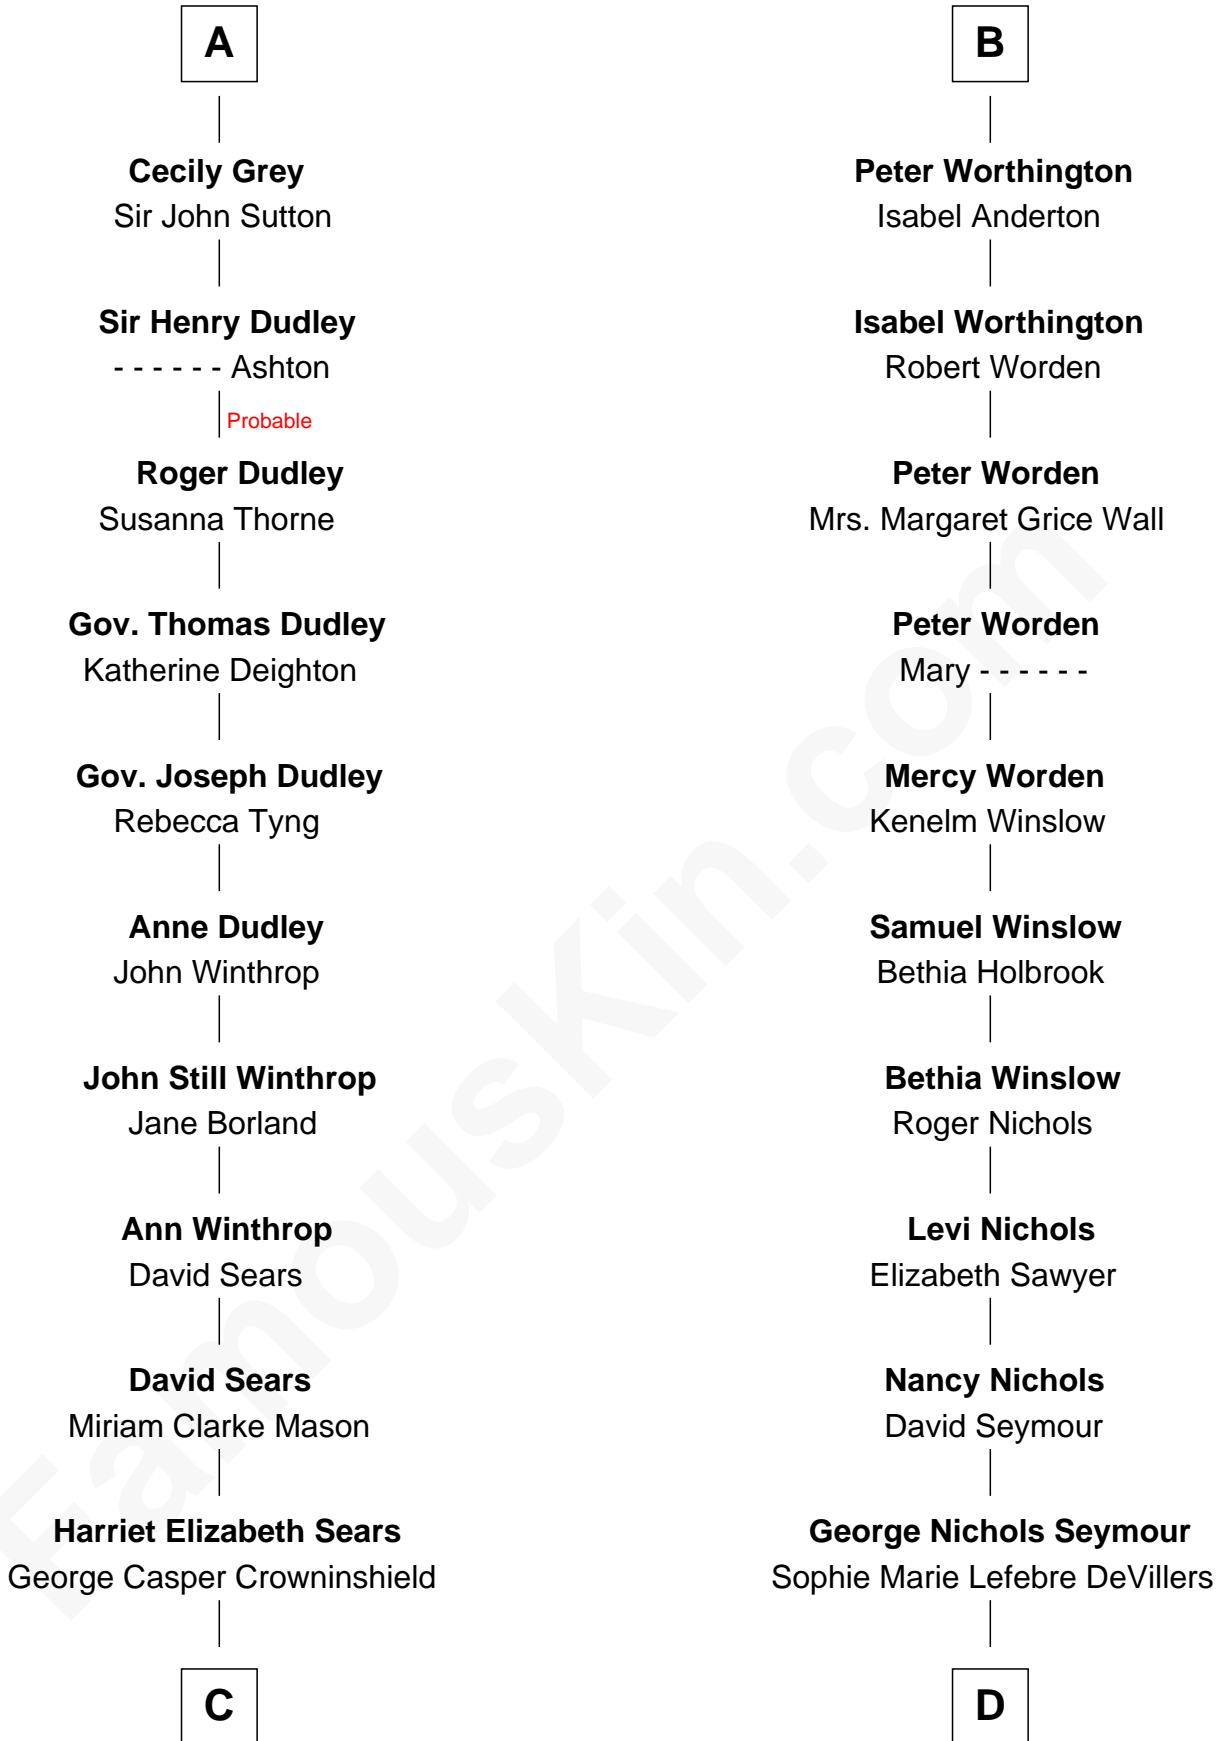 A
Cecily Grey
Sir John Sutton
Sir Henry Dudley
- - - - - - Ashton
Probable
Roger Dudley
Susanna Thorne
Gov. Thomas Dudley
Katherine Deighton
Gov. Joseph Dudley
Rebecca Tyng
Anne Dudley
John Winthrop
John Still Winthrop
Jane Borland
Ann Winthrop
David Sears
David Sears
Miriam Clarke Mason
Harriet Elizabeth Sears
George Casper Crowninshield
C
B
Peter Worthington
Isabel Anderton
Isabel Worthington
Robert Worden
Peter Worden
Mrs. Margaret Grice Wall
Peter Worden
Mary - - - - - -
Mercy Worden
Kenelm Winslow
Samuel Winslow
Bethia Holbrook
Bethia Winslow
Roger Nichols
Levi Nichols
Elizabeth Sawyer
Nancy Nichols
David Seymour
George Nichols Seymour
Sophie Marie Lefebre DeVillers
D
FamousKin.com